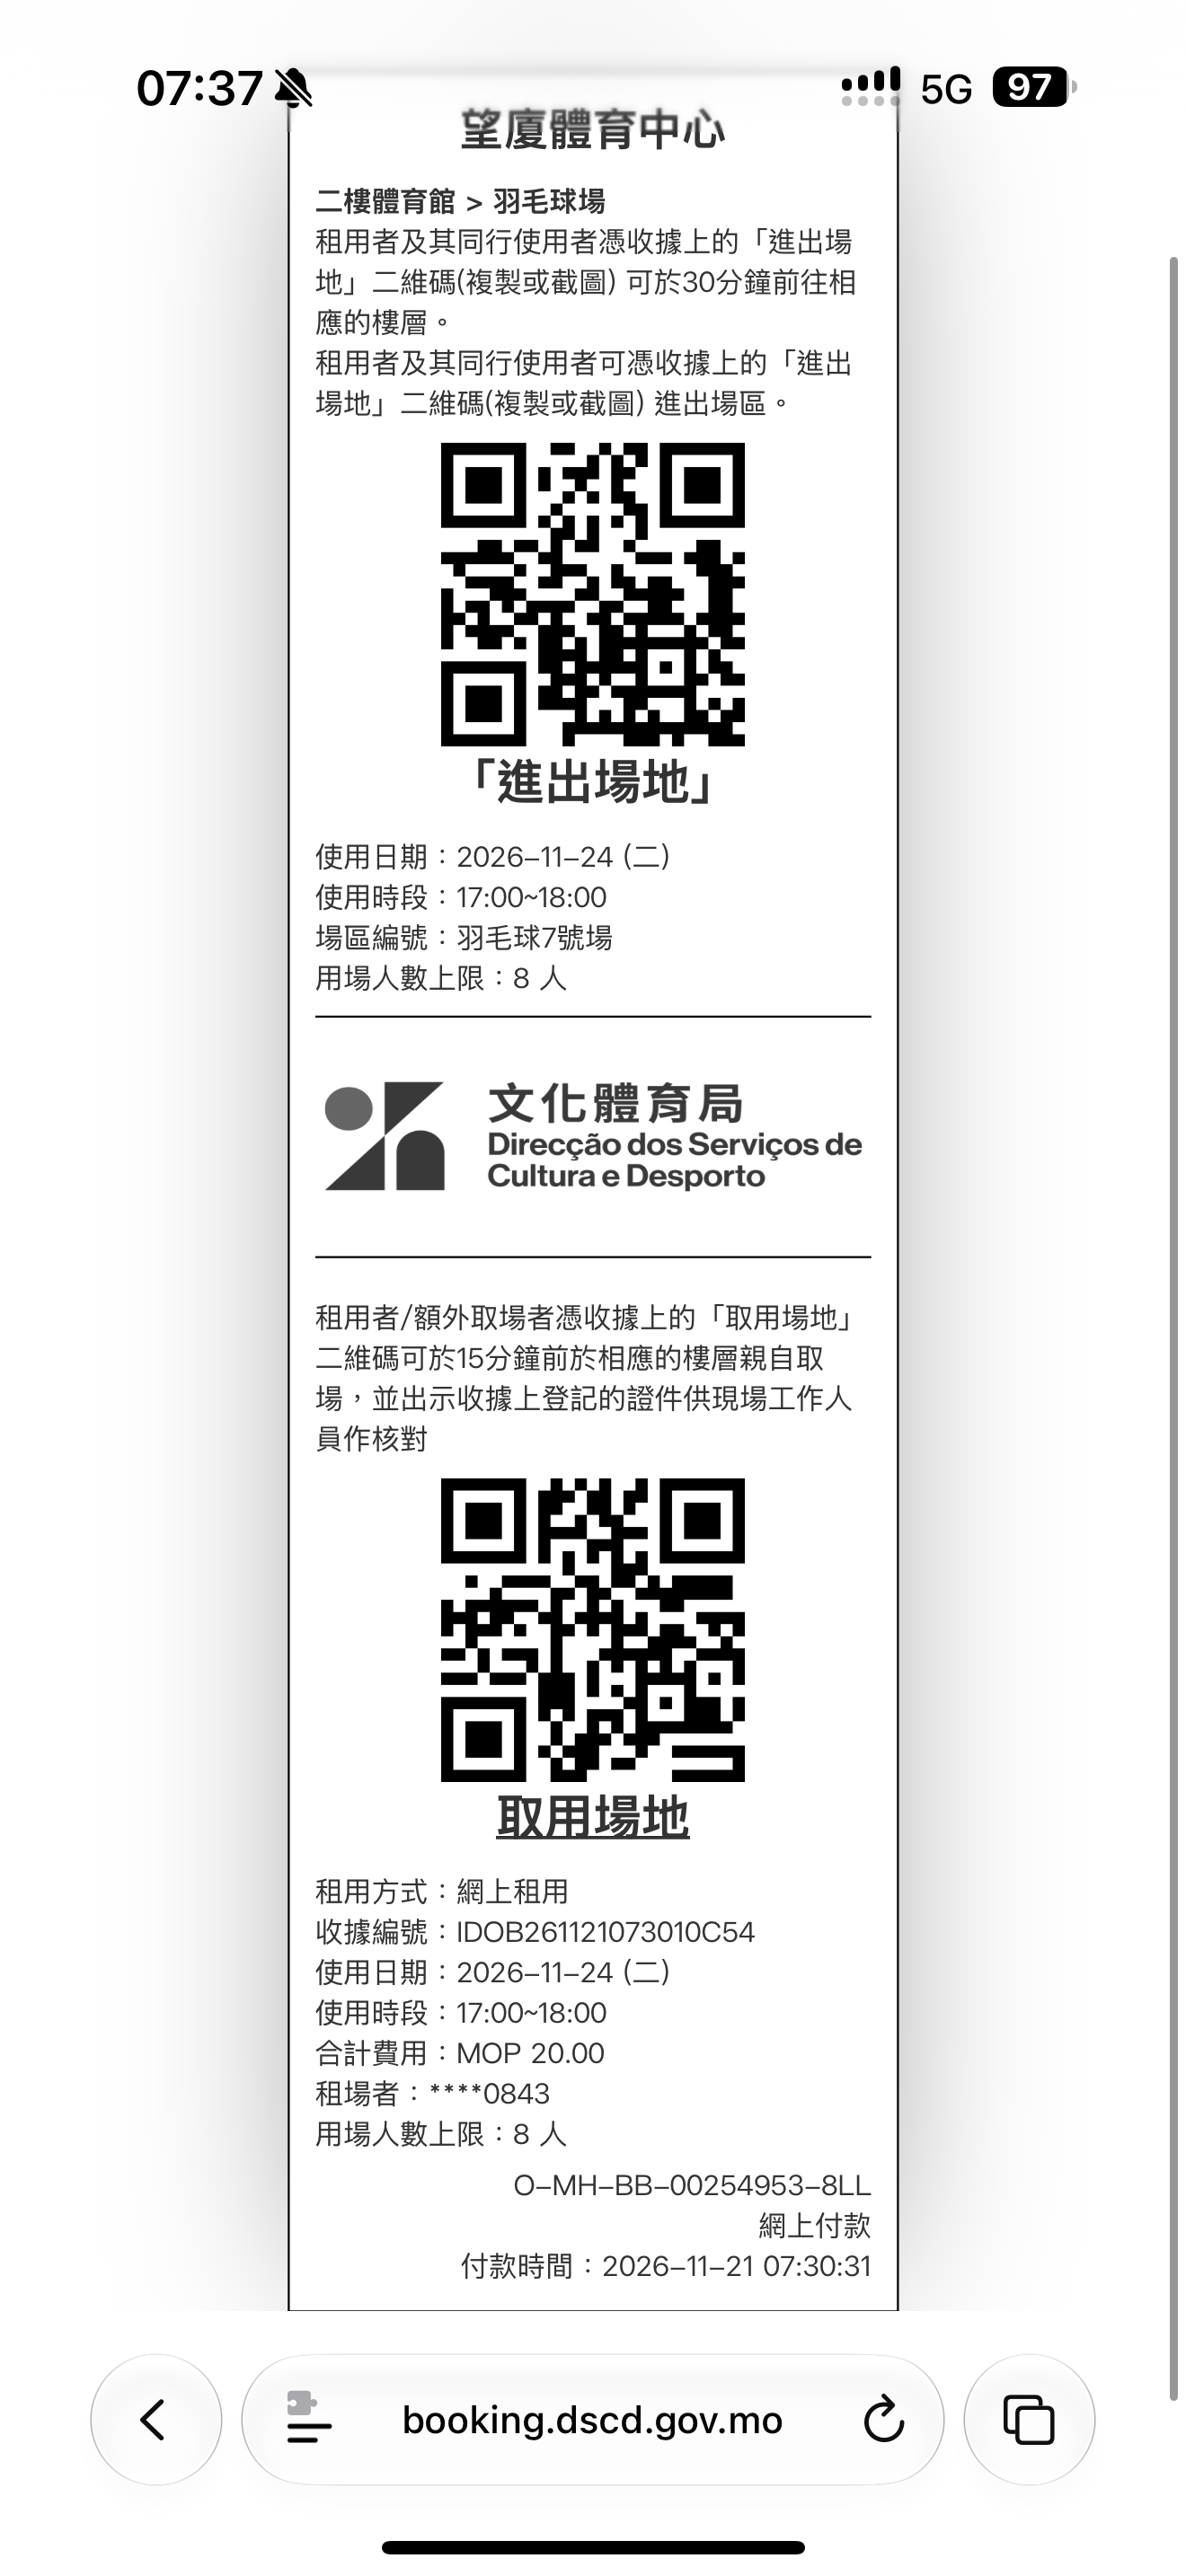 07:37
5G
97
望廈體育中心
二樓體育館 > 羽毛球場
租用者及其同行使用者憑收據上的「進出場
地」二維碼(複製或截圖) 可於30分鐘前往相
應的樓層。
租用者及其同行使用者可憑收據上的「進出
場地」二維碼(複製或截圖) 進出場區。
「進出場地」
使用日期：2026-11-24 (二)
使用時段：17:00~18:00
場區編號：羽毛球7號場
用場人數上限：8 人
文化體育局
Direcção dos Serviços de
Cultura e Desporto
租用者/額外取場者憑收據上的「取用場地」
二維碼可於15分鐘前於相應的樓層親自取
場，並出示收據上登記的證件供現場工作人
員作核對
取用場地
租用方式：網上租用
收據編號：IDOB261121073010C54
使用日期：2026-11-24 (二)
使用時段：17:00~18:00
合計費用：MOP 20.00
租場者：****0843
用場人數上限：8 人
O-MH-BB-00254953-8LL
網上付款
付款時間：2026-11-21 07:30:31
booking.dscd.gov.mo